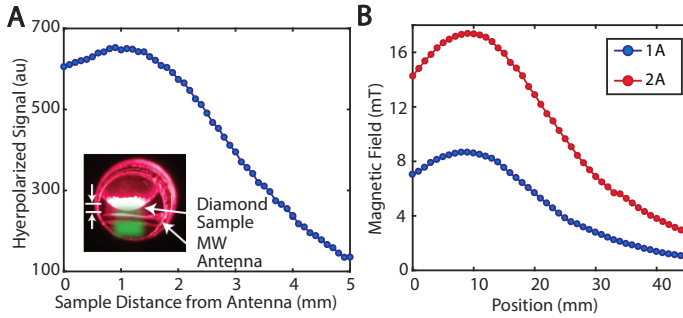 A
Hyerpolarized Signal (au)
700
500
300
100
0
1
2
3
4
5
Sample Distance from Antenna (mm)
Diamond
Sample
MW
Antenna
B
Magnetic Field (mT)
16
12
8
4
0
0
10
20
30
40
Position (mm)
1A
2A